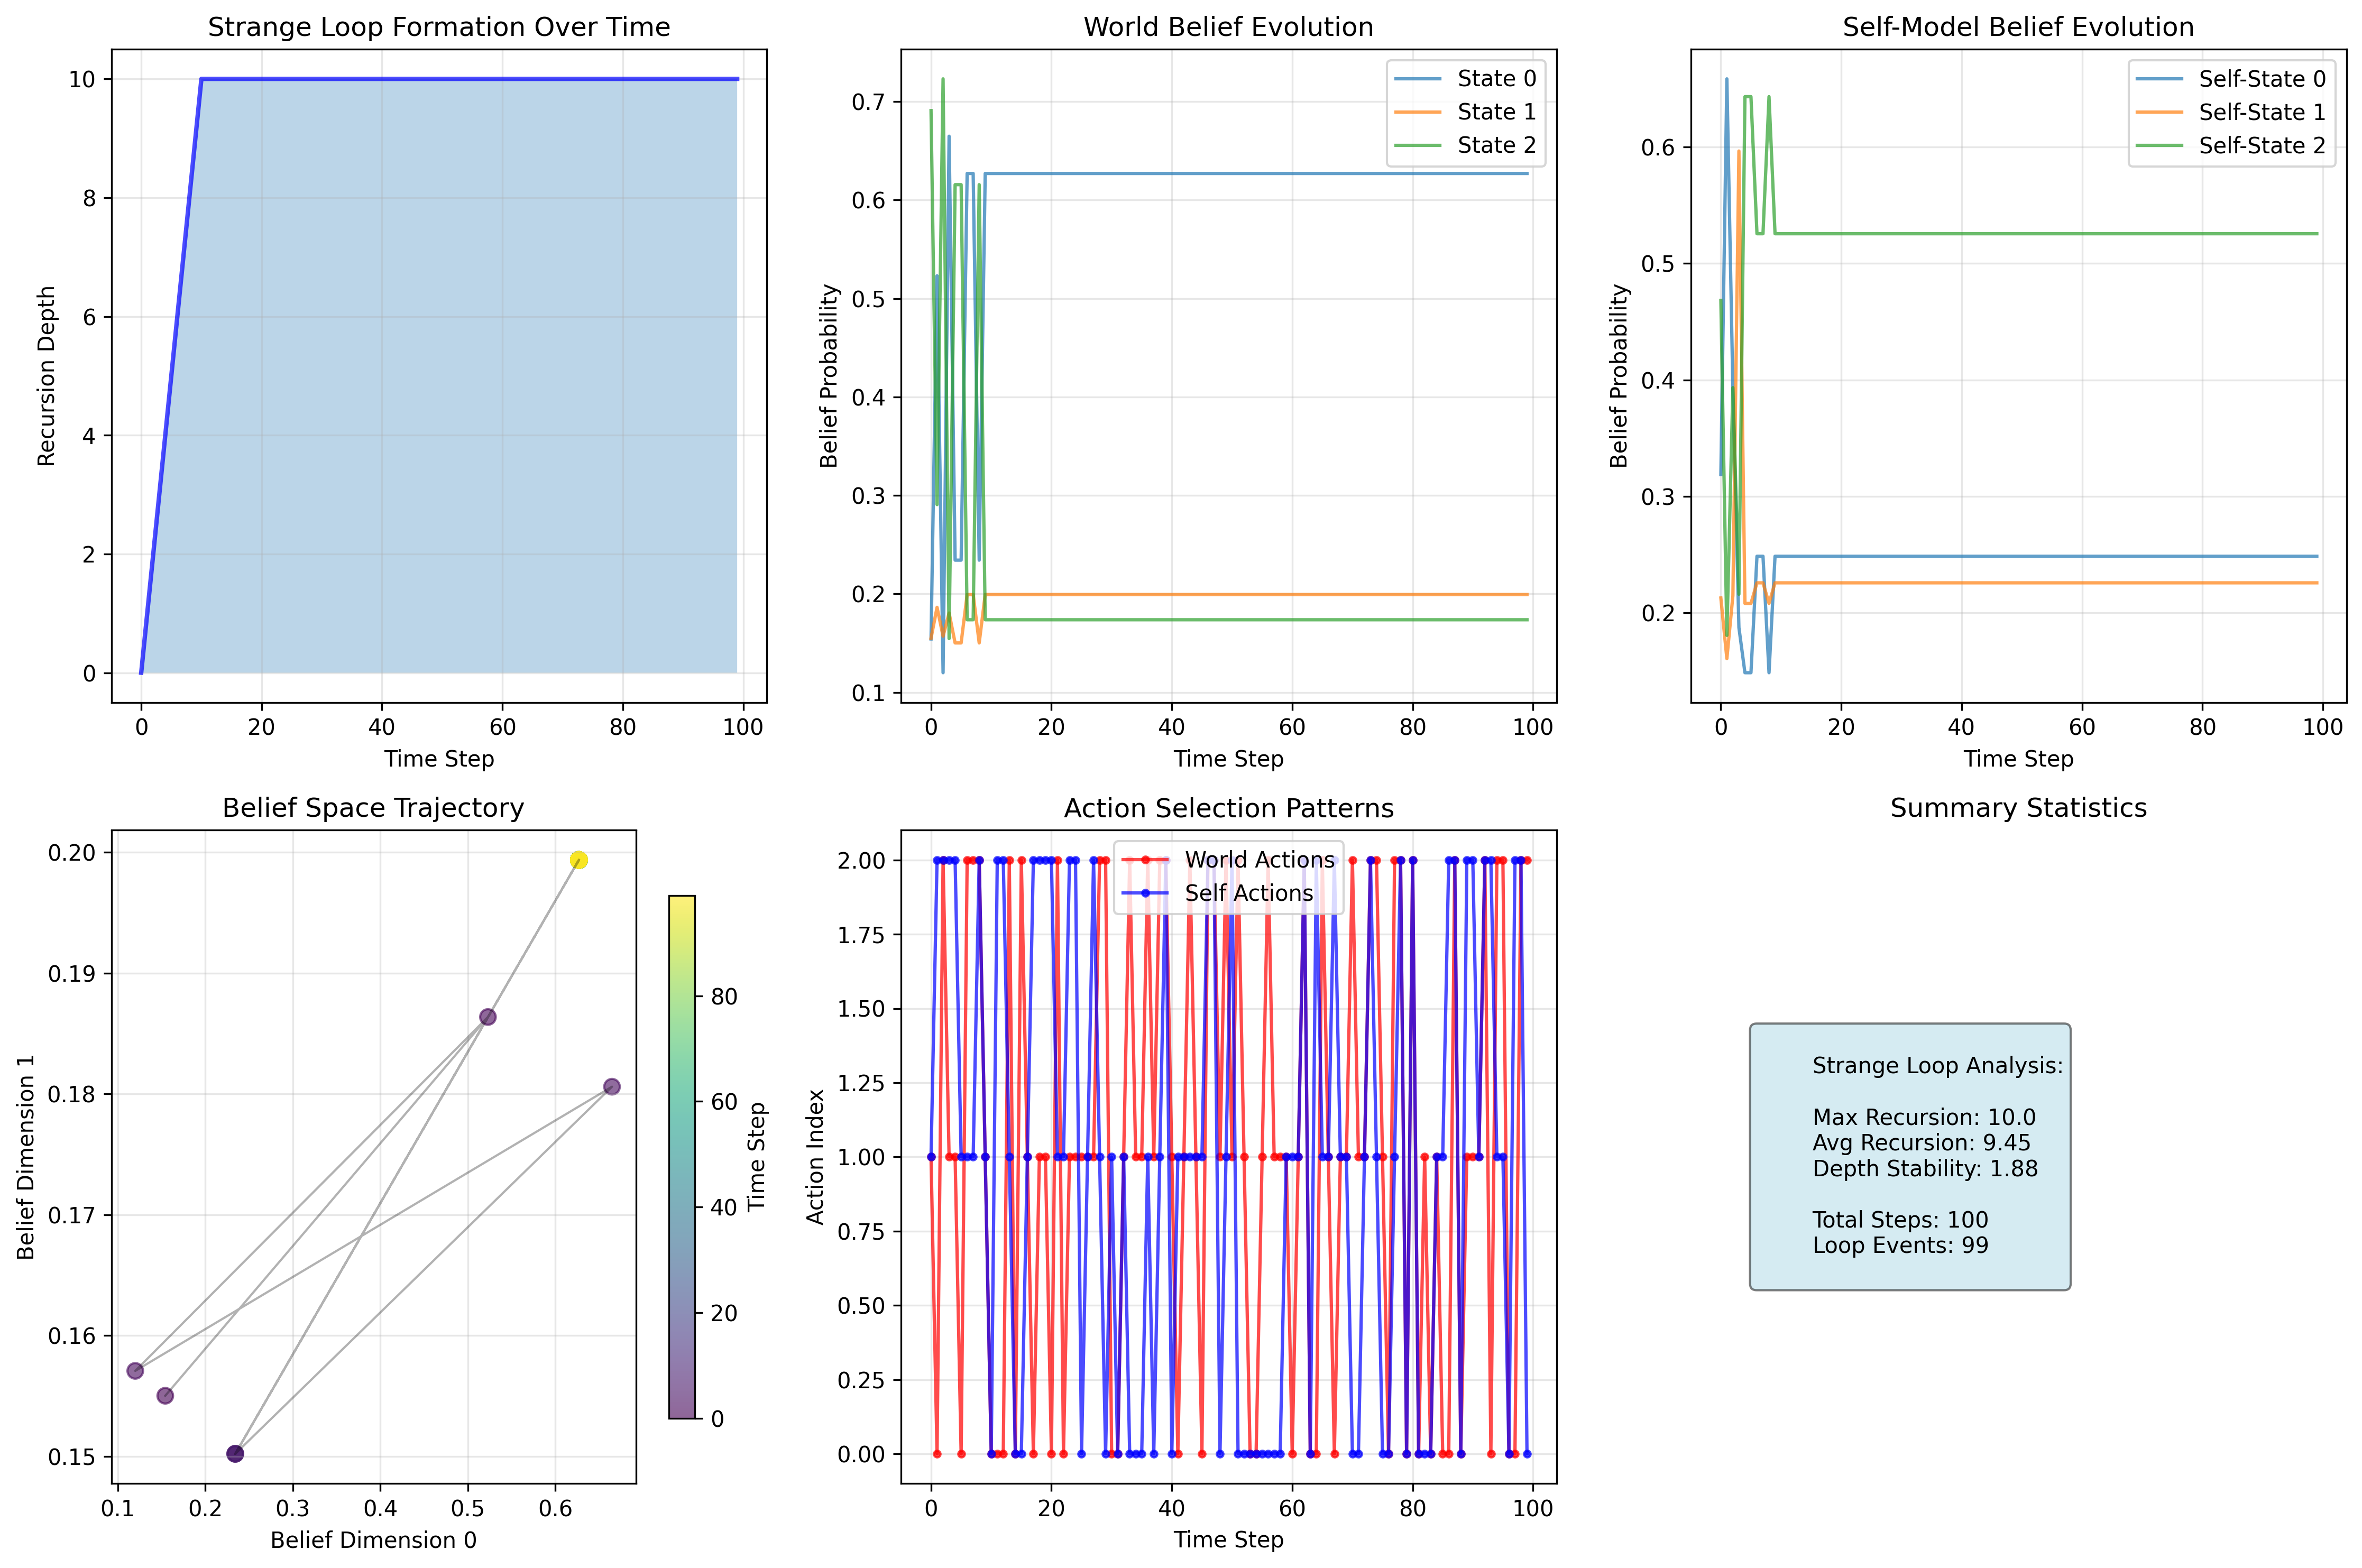 Strange Loop Formation Over Time
Recursion Depth
10
8
6
4
2
0
0 20 40 60 80 100
Time Step
World Belief Evolution
Belief Probability
0.7
0.6
0.5
0.4
0.3
0.2
0.1
State 0
State 1
State 2
0 20 40 60 80 100
Time Step
Self-Model Belief Evolution
Belief Probability
0.6
0.5
0.4
0.3
0.2
Self-State 0
Self-State 1
Self-State 2
0 20 40 60 80 100
Time Step
Belief Space Trajectory
Belief Dimension 1
0.20
0.19
0.18
0.17
0.16
0.15
0.1 0.2 0.3 0.4 0.5 0.6
Belief Dimension 0
80
60
40
20
0
Time Step
Action Selection Patterns
Action Index
2.00
1.75
1.50
1.25
1.00
0.75
0.50
0.25
0.00
World Actions
Self Actions
0 20 40 60 80 100
Time Step
Summary Statistics
Strange Loop Analysis:
Max Recursion: 10.0
Avg Recursion: 9.45
Depth Stability: 1.88
Total Steps: 100
Loop Events: 99